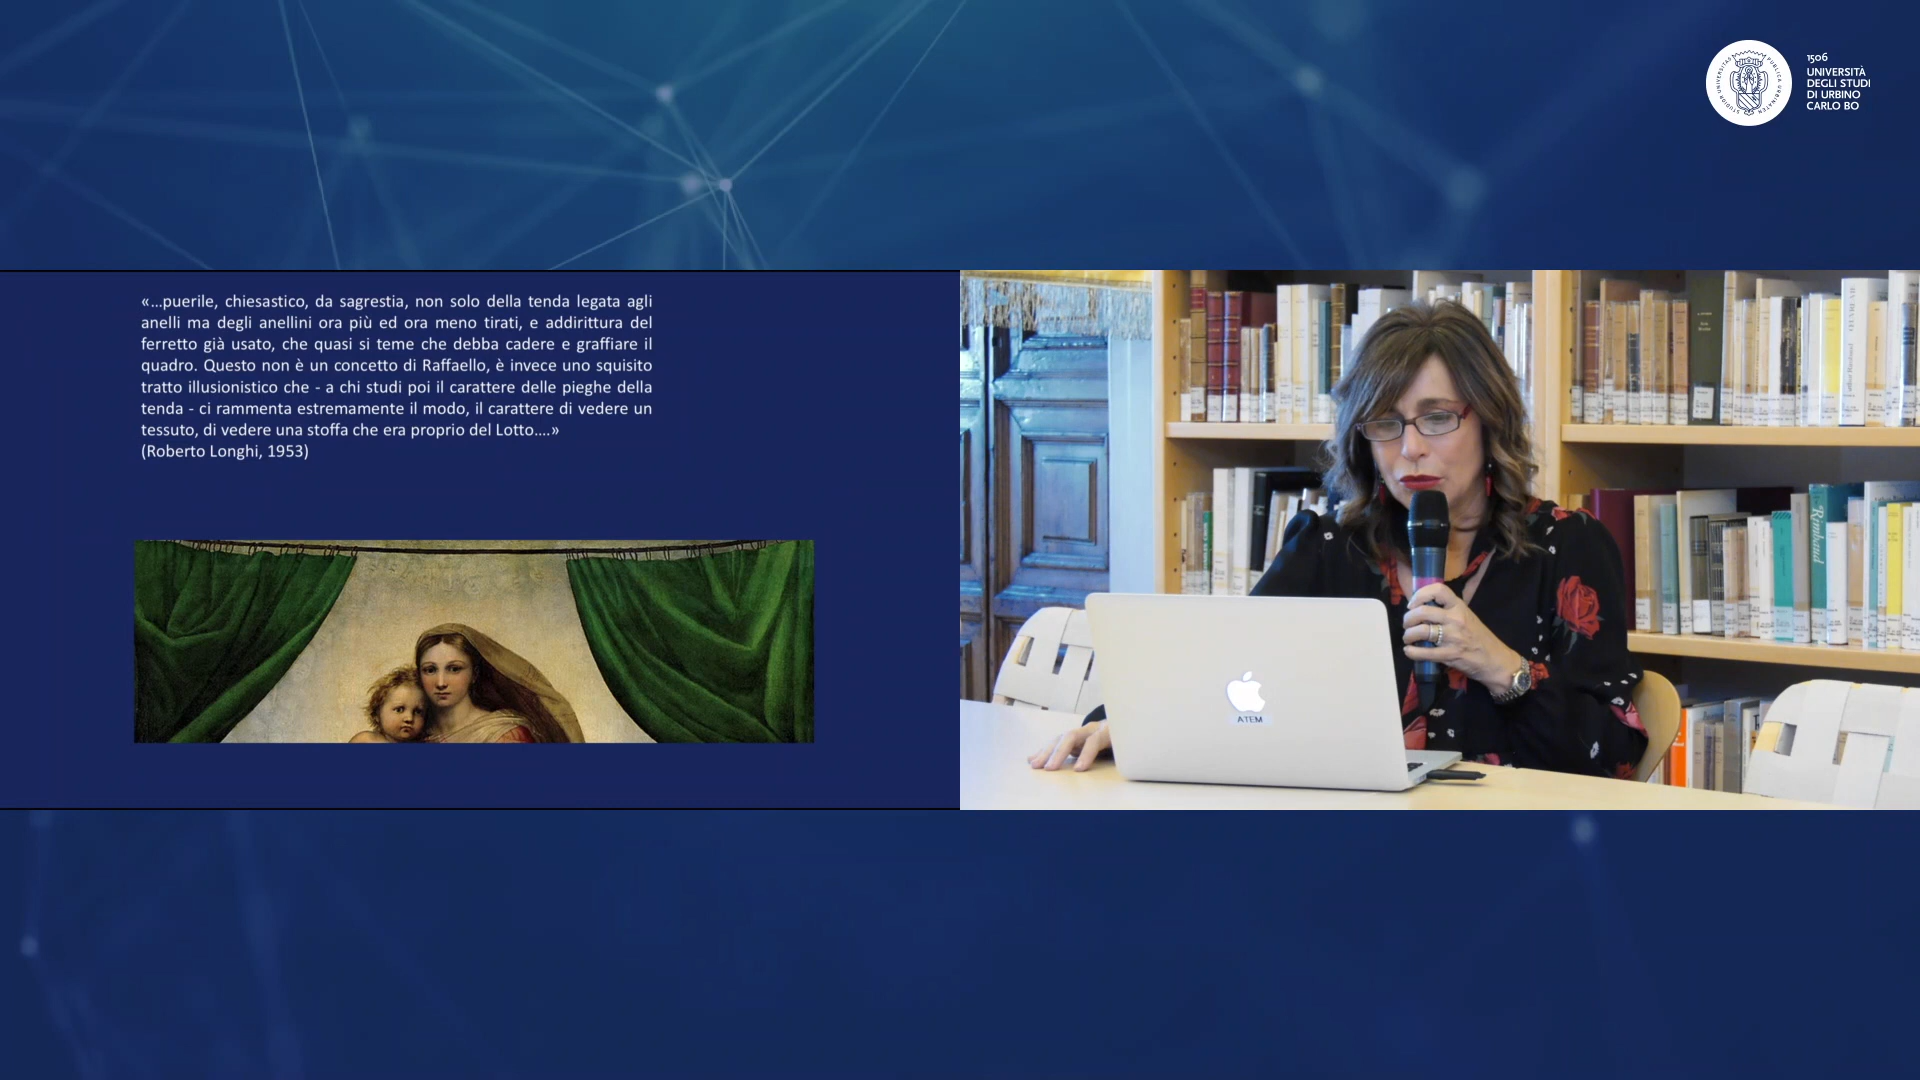 1506
UNIVERSITÀ
DEGLI STUDI
DI URBINO
CARLO BO
«...puerile, chiesastico, da sagrestia, non solo della tenda legata agli
anelli ma degli anellini ora più ed ora meno tirati, e addirittura del
ferretto già usato, che quasi si teme che debba cadere e graffiare il
quadro. Questo non è un concetto di Raffaello, è invece uno squisito
tratto illusionistico che - a chi studi poi il carattere delle pieghe della
tenda - ci rammenta estremamente il modo, il carattere di vedere un
tessuto, di vedere una stoffa che era proprio del Lotto....»
(Roberto Longhi, 1953)
ATEM
Rimbaud